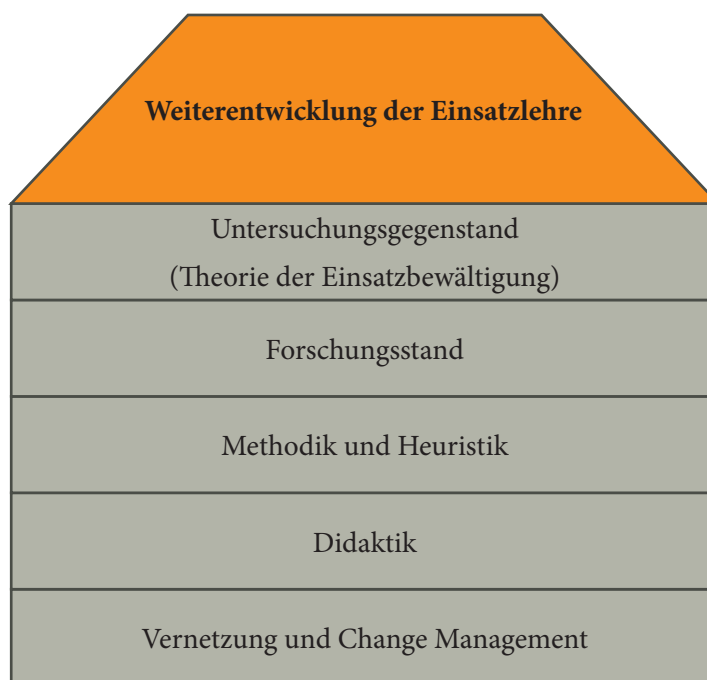 Weiterentwicklung der Einsatzlehre
Untersuchungsgegenstand
(Theorie der Einsatzbewältigung)
Forschungsstand
Methodik und Heuristik
Didaktik
Vernetzung und Change Management